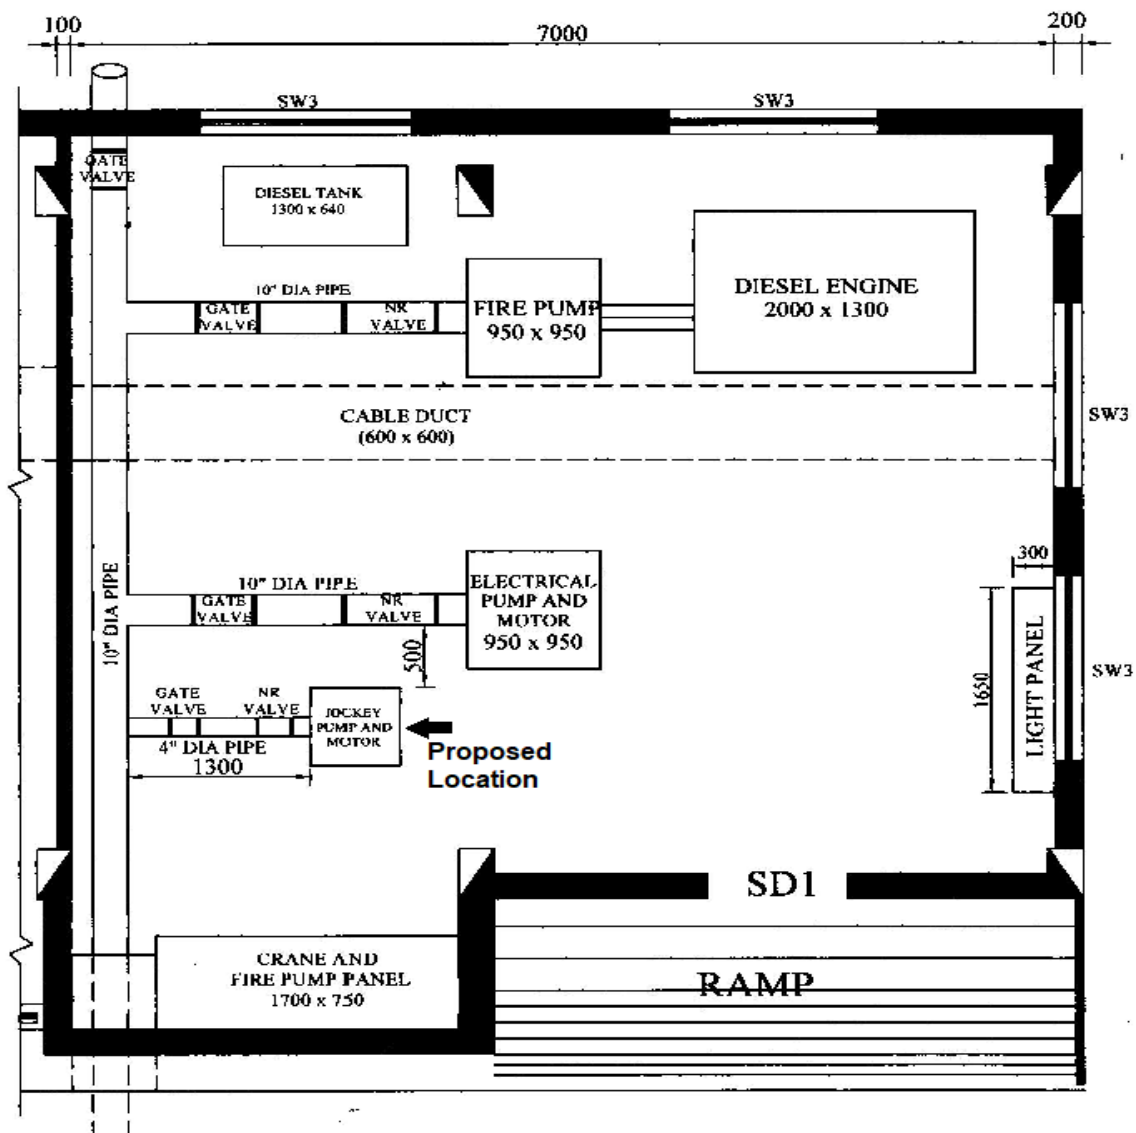 100
7000
200
SW3
SW3
GATE
VALVE
DIESEL TANK
1300 x 640
10" DIA PIPE
GATE
VALVE
NR
VALVE
FIRE PUMP
950 x 950
DIESEL ENGINE
2000 x 1300
CABLE DUCT
(600 x 600)
SW3
10" DIA PIPE
10" DIA PIPE
GATE
VALVE
NR
VALVE
ELECTRICAL
PUMP AND
MOTOR
950 x 950
300
500
1650
LIGHT PANEL
SW3
GATE
VALVE
NR
VALVE
JOCKEY
PUMP AND
MOTOR
4" DIA PIPE
1300
Proposed
Location
SD1
CRANE AND
FIRE PUMP PANEL
1700 x 750
RAMP